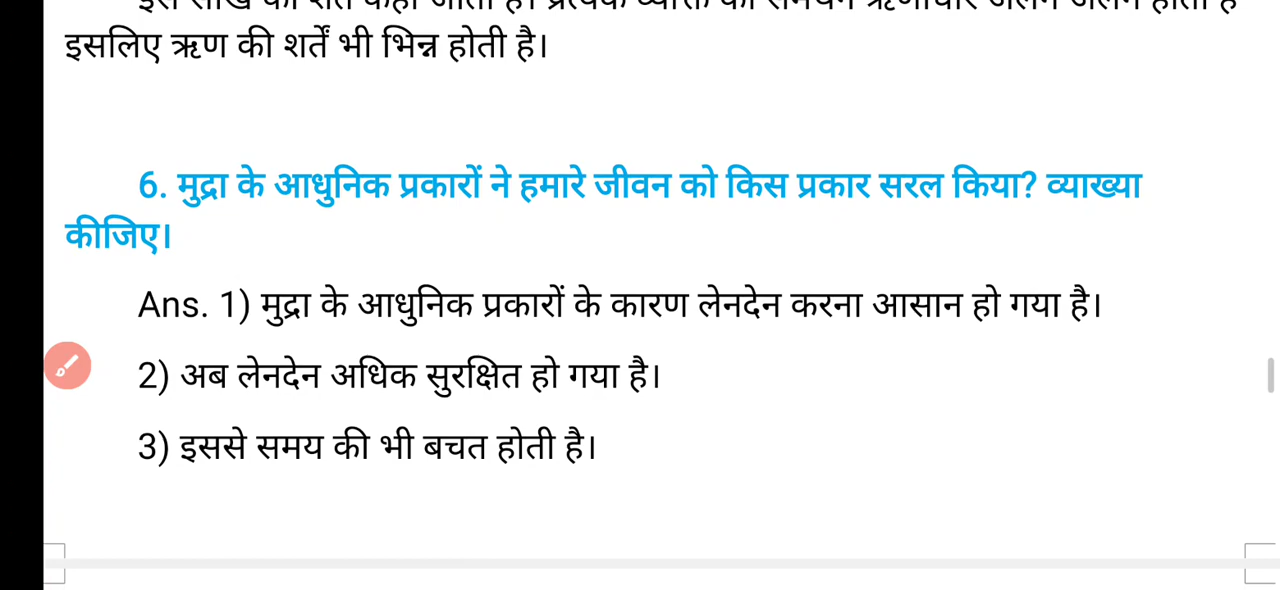 इसलिए ऋण की शर्तें भी भिन्न होती है।
6. मुद्रा के आधुनिक प्रकारों ने हमारे जीवन को किस प्रकार सरल किया? व्याख्या
कीजिए।
Ans. 1) मुद्रा के आधुनिक प्रकारों के कारण लेनदेन करना आसान हो गया है।
2) अब लेनदेन अधिक सुरक्षित हो गया है।
3) इससे समय की भी बचत होती है।